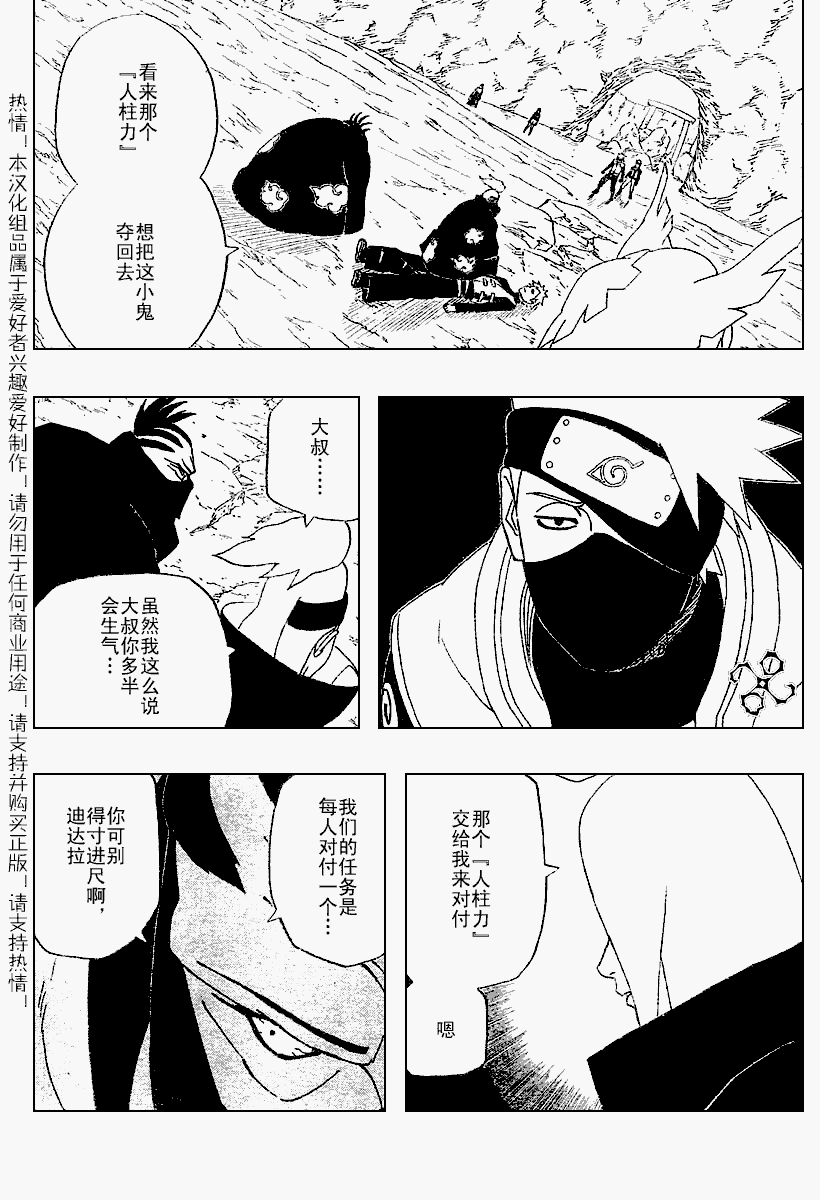 看来那个
『人柱力』
想把这小鬼
夺回去
大叔……
虽然我这么说
大叔你多半
会生气…
那个『人柱力』
交给我来对付
嗯
我们的任务是
每人对付一个…
你可别
得寸进尺啊，
迪达拉
热情！本汉化组品属于爱好者兴趣爱好制作！请勿用于任何商业用途！请支持并购买正版！请支持热情！